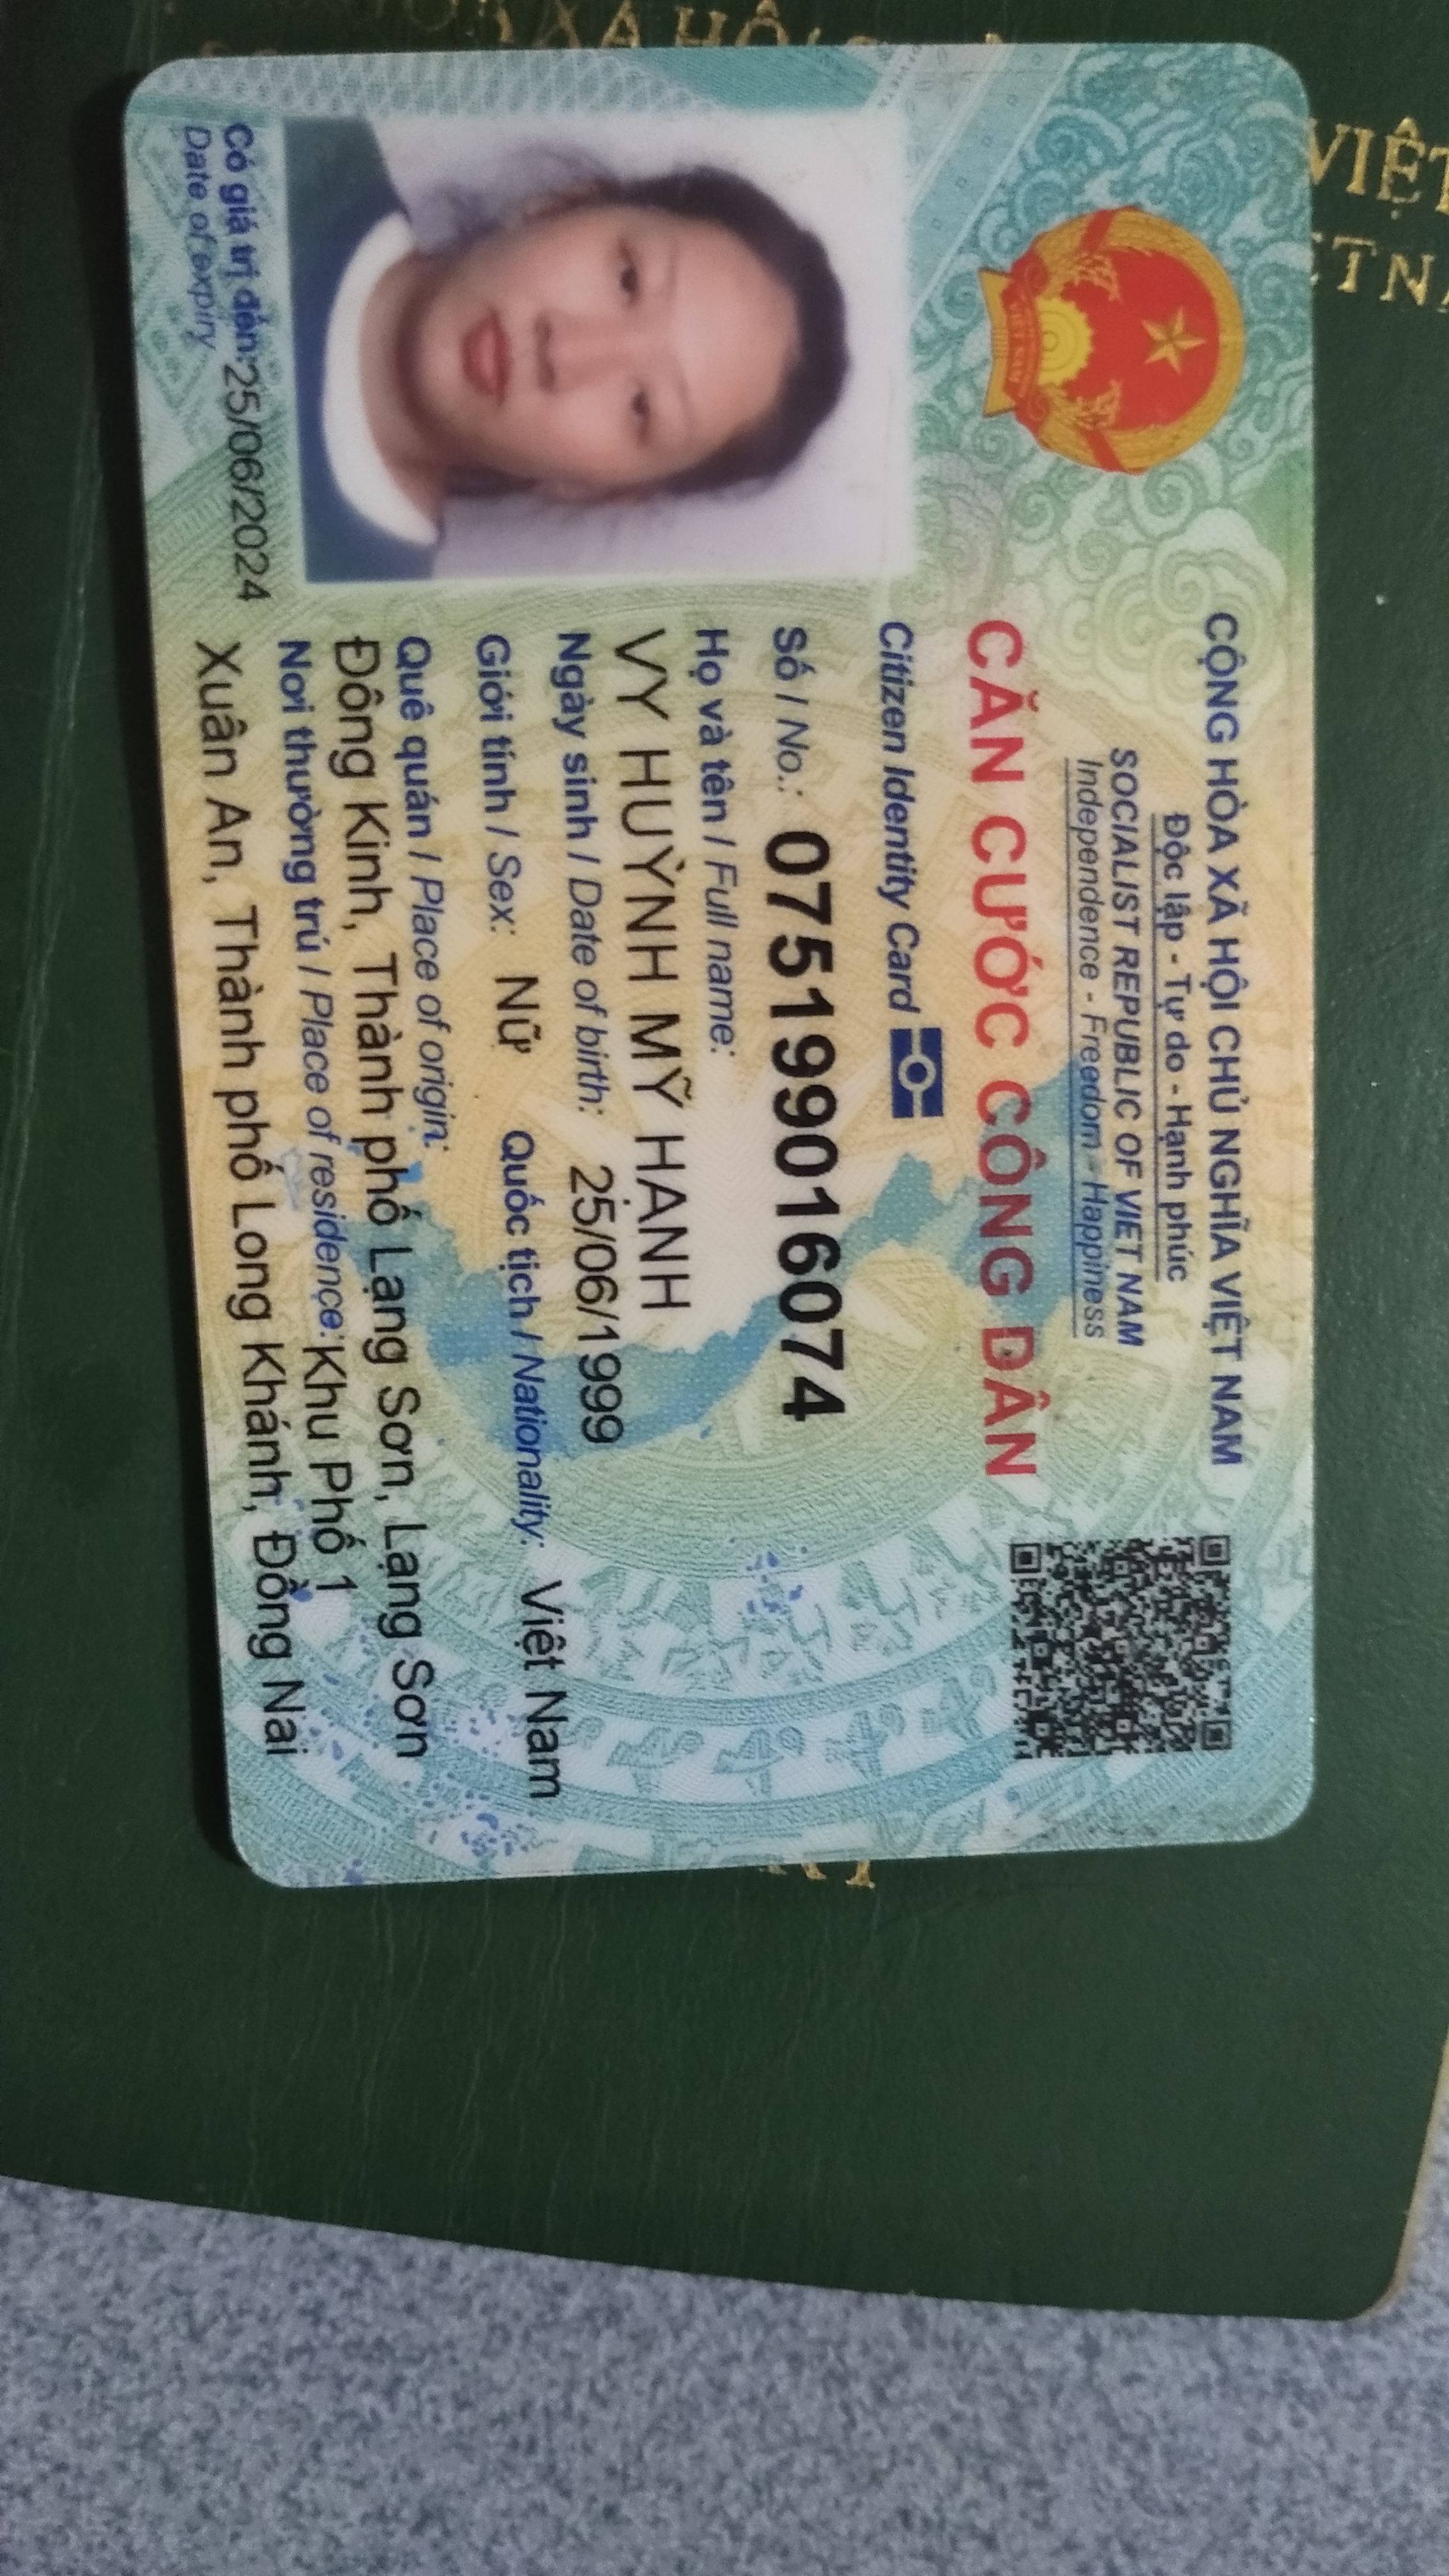 CỘNG HÒA XÃ HỘI CHỦ NGHĨA VIỆT NAM
Độc lập - Tự do - Hạnh phúc
SOCIALIST REPUBLIC OF VIET NAM
Independence - Freedom - Happiness
CĂN CƯỚC CÔNG DÂN
Citizen Identity Card
Số / No.: 075199016074
Họ và tên / Full name:
VY HUỲNH MỸ HẠNH
Ngày sinh / Date of birth: 25/06/1999
Giới tính / Sex: Nữ Quốc tịch / Nationality: Việt Nam
Quê quán / Place of origin:
Đông Kinh, Thành phố Lạng Sơn, Lạng Sơn
Nơi thường trú / Place of residence: Khu Phố 1
Xuân An, Thành phố Long Khánh, Đồng Nai
Có giá trị đến: 25/06/2024
Date of expiry
VIỆT NAM
XÃ HỘI
VIỆT